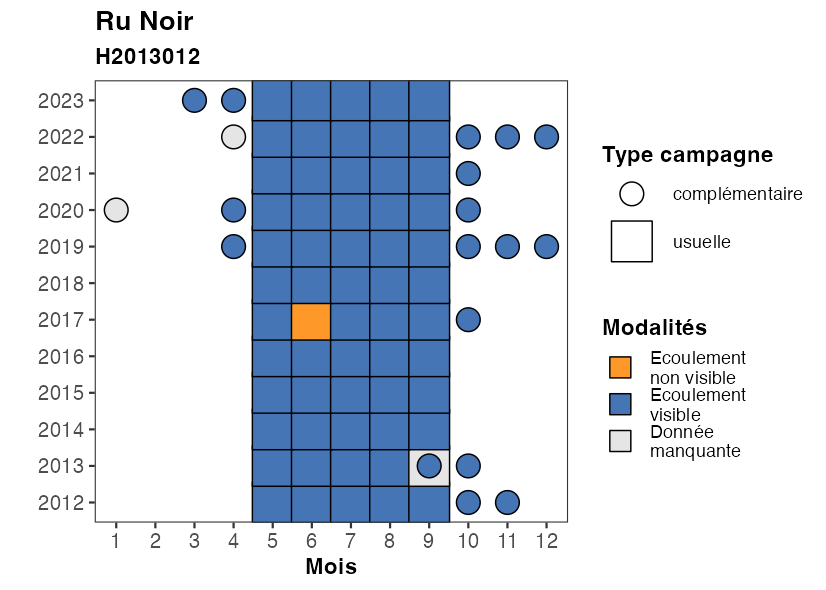 Ru Noir
H2013012
2023
2022
2021
2020
2019
2018
2017
2016
2015
2014
2013
2012
1 2 3 4 5 6 7 8 9 10 11 12
Mois
Type campagne
complémentaire
usuelle
Modalités
Ecoulement
non visible
Ecoulement
visible
Donnée
manquante